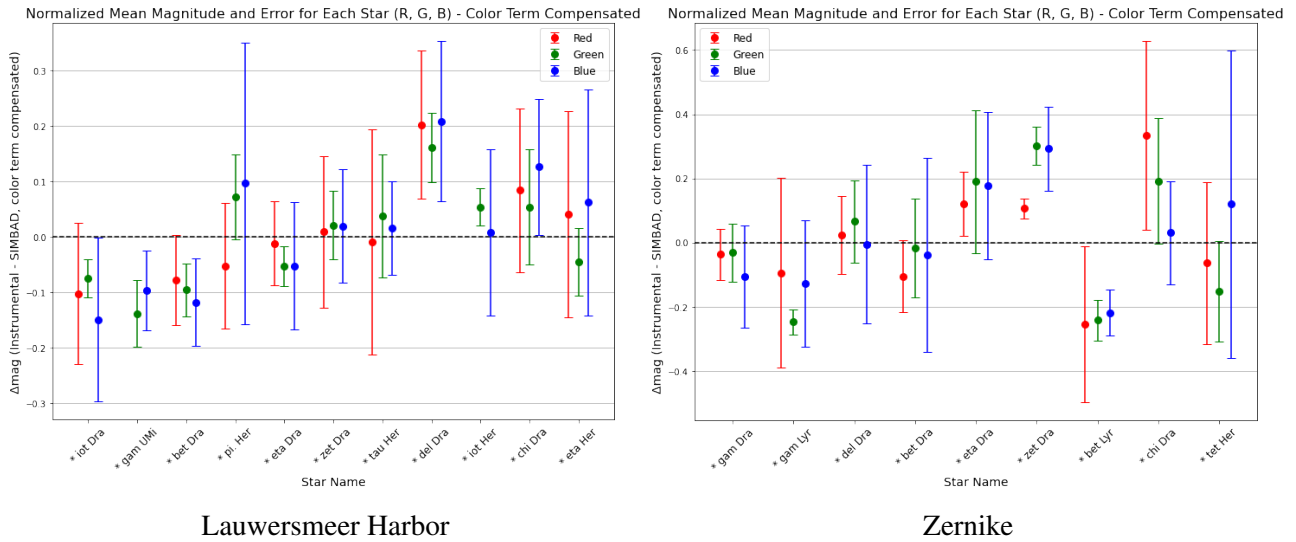 Normalized Mean Magnitude and Error for Each Star (R, G, B) - Color Term Compensated
Δmag (Instrumental - SIMBAD, color term compensated)
0.3
0.2
0.1
0.0
−0.1
−0.2
−0.3
Red
Green
Blue
* iot Dra
* gam UMi
* bet Dra
* pi. Her
* eta Dra
* zet Dra
* tau Her
* del Dra
* iot Her
* chi Dra
* eta Her
Star Name
Lauwersmeer Harbor
Normalized Mean Magnitude and Error for Each Star (R, G, B) - Color Term Compensated
Δmag (Instrumental - SIMBAD, color term compensated)
0.6
0.4
0.2
0.0
−0.2
−0.4
Red
Green
Blue
* gam Dra
* gam Lyr
* del Dra
* bet Dra
* eta Dra
* zet Dra
* bet Lyr
* chi Dra
* tet Her
Star Name
Zernike